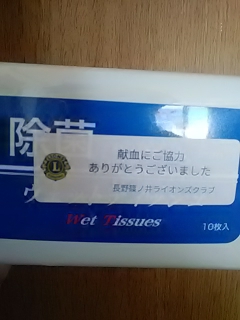 除菌
献血にご協力
ありがとうございました
長野篠ノ井ライオンズクラブ
Wet Tissues
10枚入